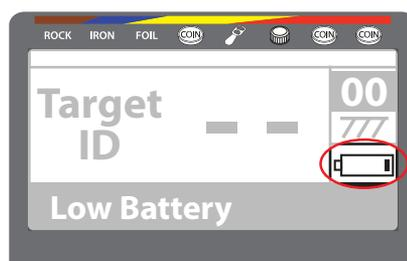 ROCK IRON FOIL COIN COIN COIN
Target ID
-- 00
Low Battery